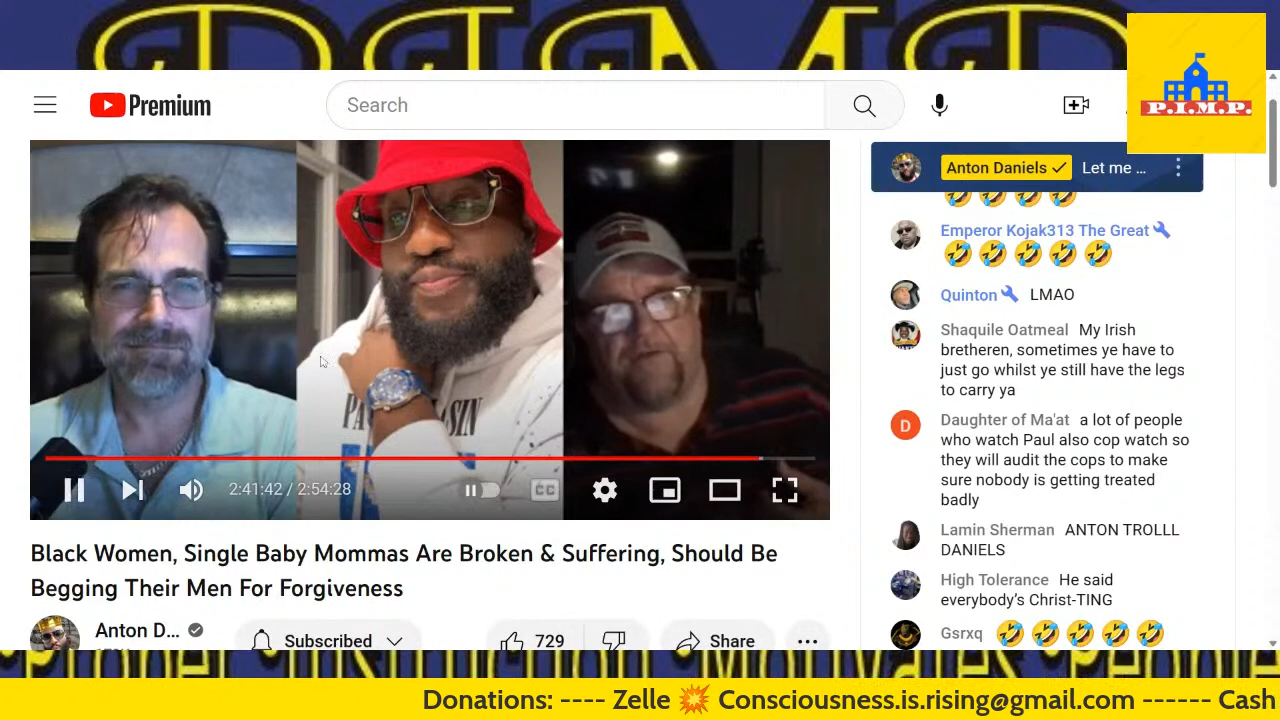 P.I.M.P.
Premium
Search
Anton Daniels Let me ...
Emperor Kojak313 The Great
Quinton LMAO
Shaquile Oatmeal My Irish
bretheren, sometimes ye have to
just go whilst ye still have the legs
to carry ya
D
Daughter of Ma'at a lot of people
who watch Paul also cop watch so
they will audit the cops to make
sure nobody is getting treated
badly
Lamin Sherman ANTON TROLLL
DANIELS
High Tolerance He said
everybody's Christ-TING
Gsrxq
2:41:42 / 2:54:28
CC
Black Women, Single Baby Mommas Are Broken & Suffering, Should Be
Begging Their Men For Forgiveness
Anton D...
Subscribed
729
Share
Proper Instruction Motivates People
Donations: ---- Zelle 💥 Consciousness.is.rising@gmail.com ------ Cash